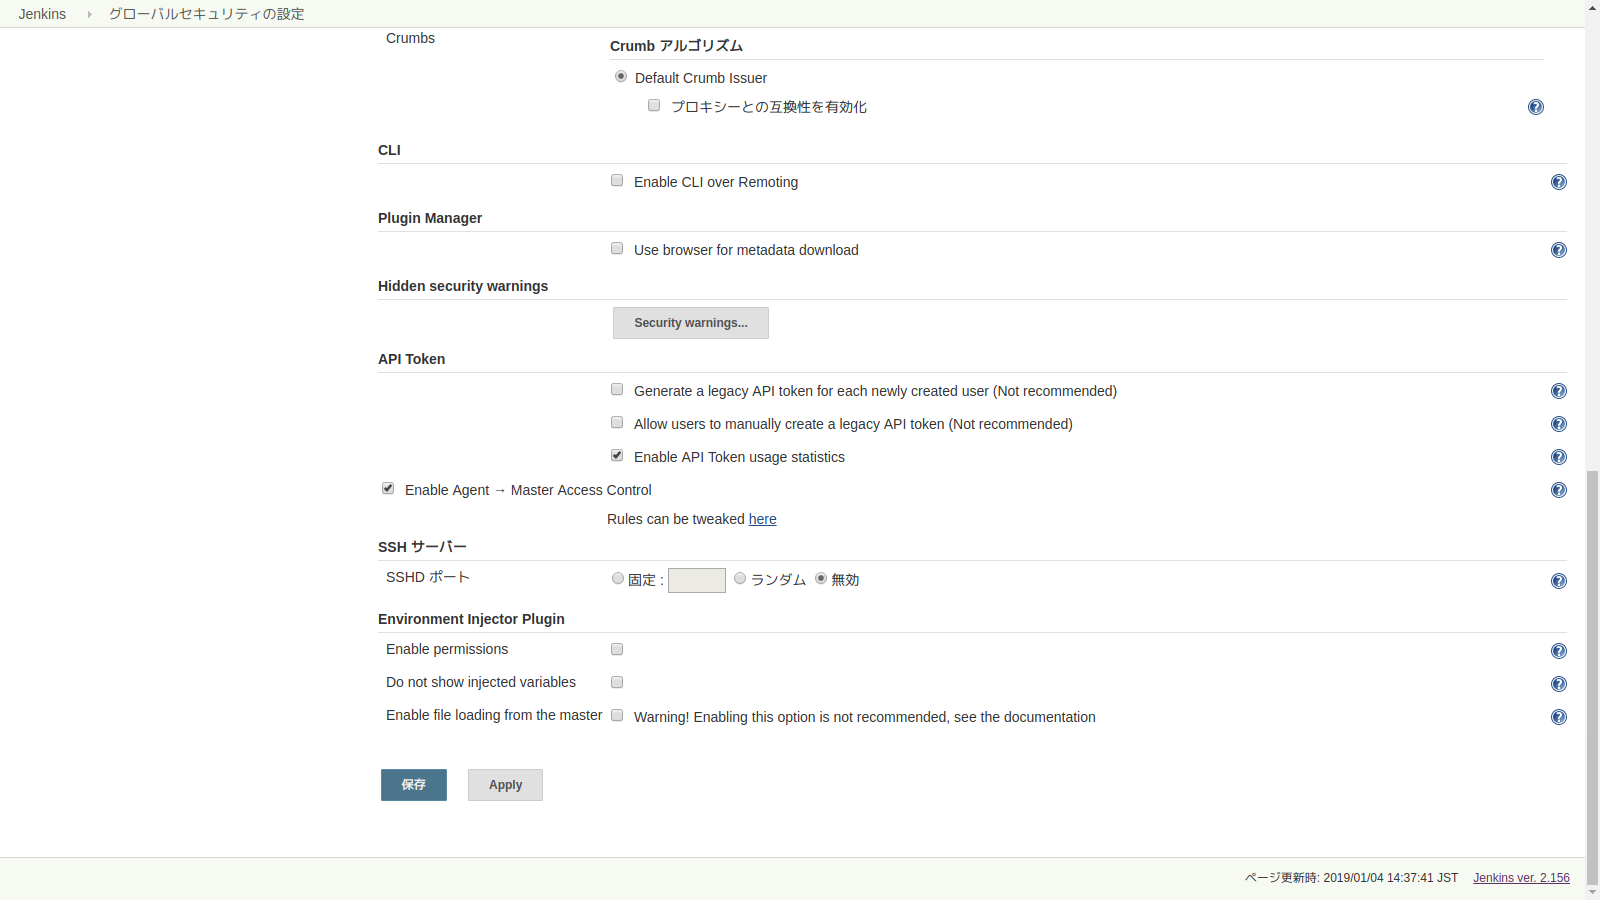 Jenkins グローバルセキュリティの設定
Crumbs
Crumb アルゴリズム
Default Crumb Issuer
プロキシーとの互換性を有効化
CLI
Enable CLI over Remoting
Plugin Manager
Use browser for metadata download
Hidden security warnings
Security warnings...
API Token
Generate a legacy API token for each newly created user (Not recommended)
Allow users to manually create a legacy API token (Not recommended)
Enable API Token usage statistics
Enable Agent → Master Access Control
Rules can be tweaked here
SSH サーバー
SSHD ポート 固定 : ランダム 無効
Environment Injector Plugin
Enable permissions
Do not show injected variables
Enable file loading from the master Warning! Enabling this option is not recommended, see the documentation
保存 Apply
ページ更新時: 2019/01/04 14:37:41 JST Jenkins ver. 2.156